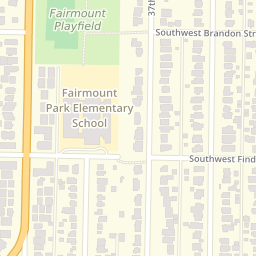 Fairmount
Playfield
37th
Southwest Brandon Str
Fairmount
Park Elementary
School
Southwest Find